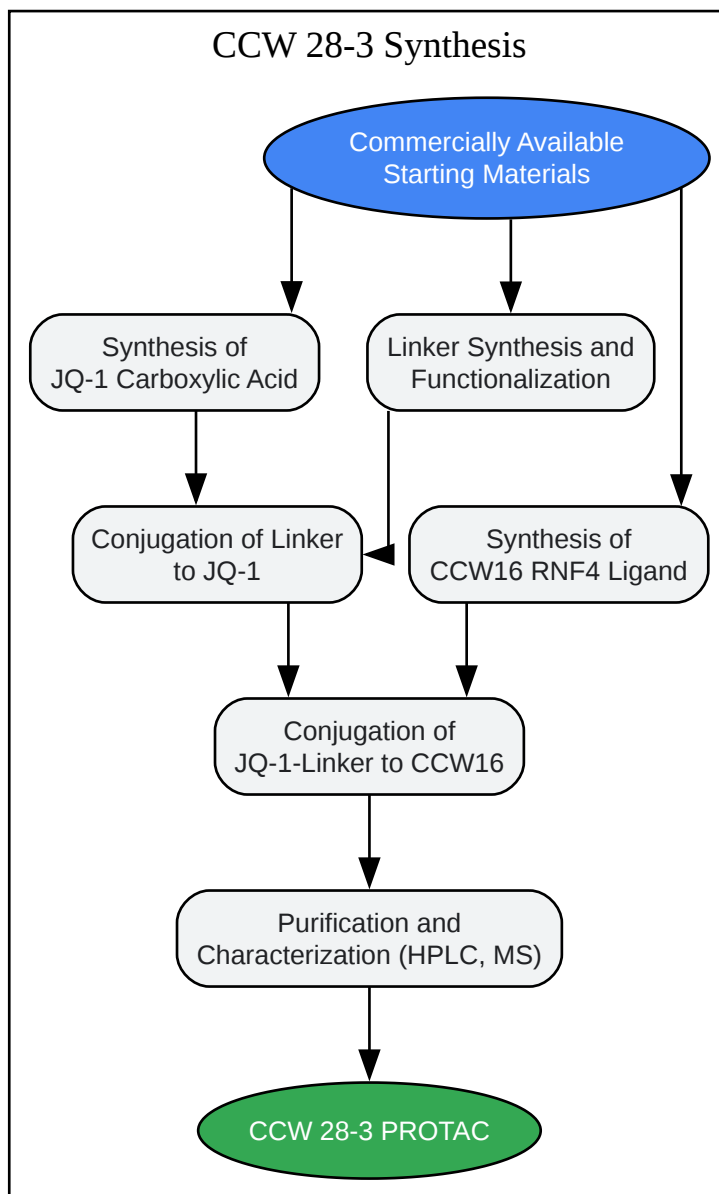 CCW 28-3 Synthesis
Commercially Available
Starting Materials
Synthesis of
JQ-1 Carboxylic Acid
Linker Synthesis and
Functionalization
Conjugation of Linker
to JQ-1
Synthesis of
CCW16 RNF4 Ligand
Conjugation of
JQ-1-Linker to CCW16
Purification and
Characterization (HPLC, MS)
CCW 28-3 PROTAC